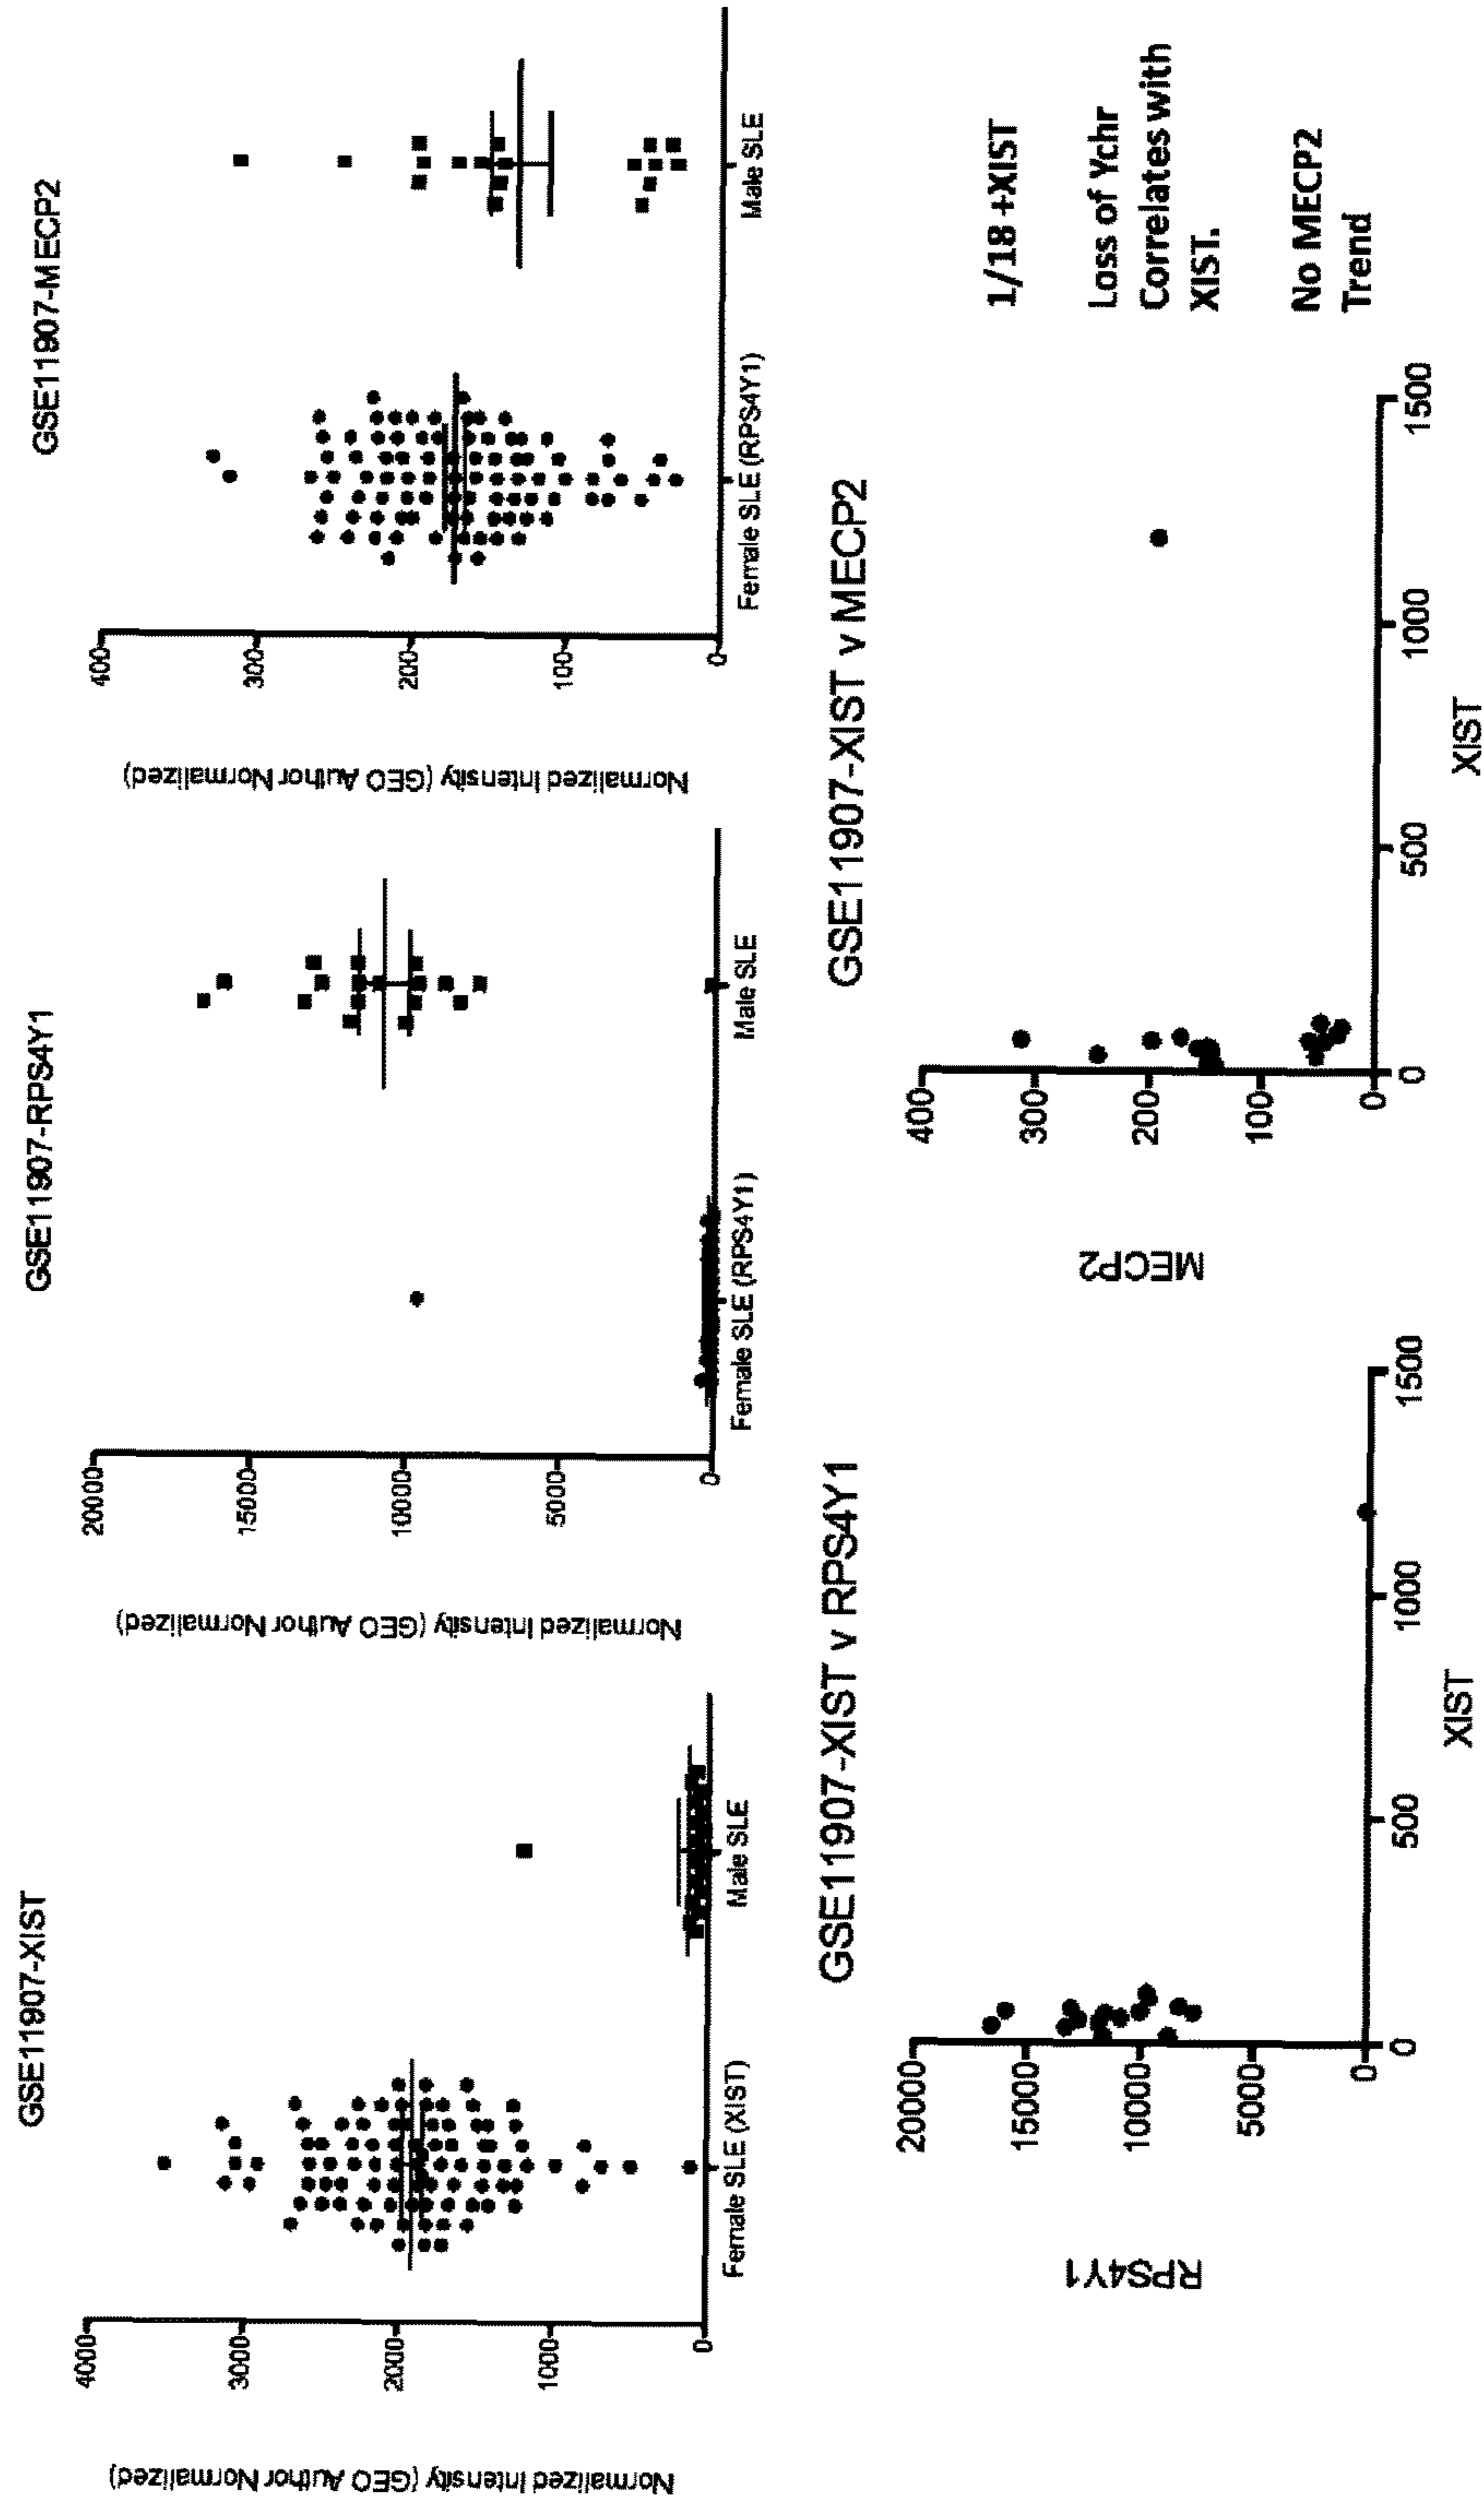 GSE11907-XIST
Normalized Intensity (GEO Author Normalized)
4000
3000
2000
1000
0
Female SLE (XIST)
Male SLE
GSE11907-RPS4Y1
Normalized Intensity (GEO Author Normalized)
20000
15000
10000
5000
0
Female SLE (RPS4Y1)
Male SLE
GSE11907-MECP2
Normalized Intensity (GEO Author Normalized)
400
300
200
100
0
Female SLE (RPS4Y1)
Male SLE
GSE11907-XIST v RPS4Y1
RPS4Y1
20000
15000
10000
5000
0
0
500
1000
1500
XIST
GSE11907-XIST v MECP2
MECP2
400
300
200
100
0
0
500
1000
1500
XIST
1/18 +XIST
Loss of Ychr
Correlates with
XIST.
No MECP2
Trend